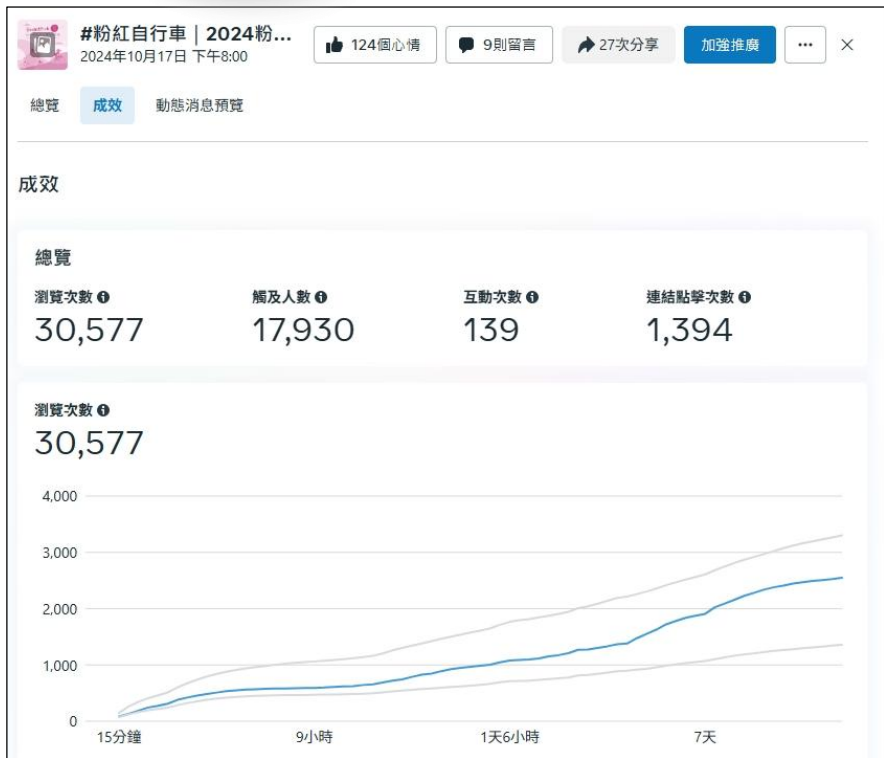 #粉紅自行車｜2024粉...
2024年10月17日 下午8:00
124個心情
9則留言
27次分享
加強推廣
...
總覽
成效
動態消息預覽
成效
總覽
瀏覽次數
觸及人數
互動次數
連結點擊次數
30,577
17,930
139
1,394
瀏覽次數
30,577
4,000
3,000
2,000
1,000
0
15分鐘
9小時
1天6小時
7天